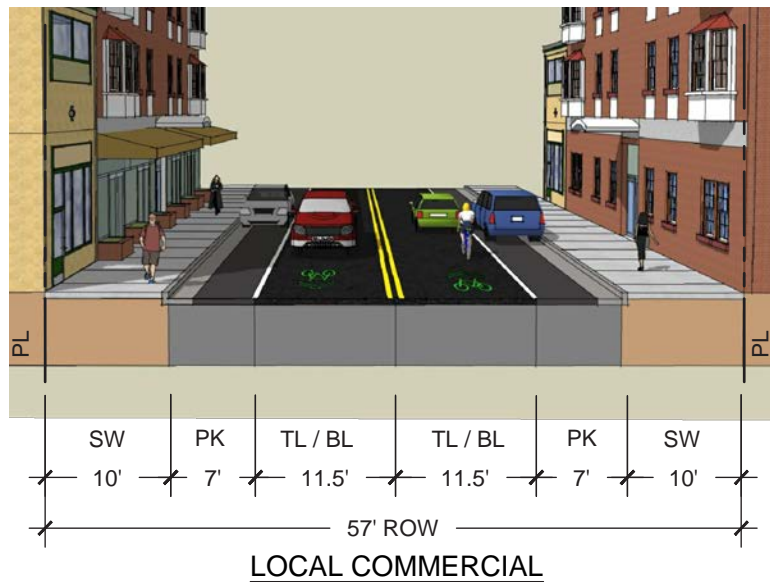 PL PL
SW PK TL / BL TL / BL PK SW
10' 7' 11.5' 11.5' 7' 10'
57' ROW
LOCAL COMMERCIAL